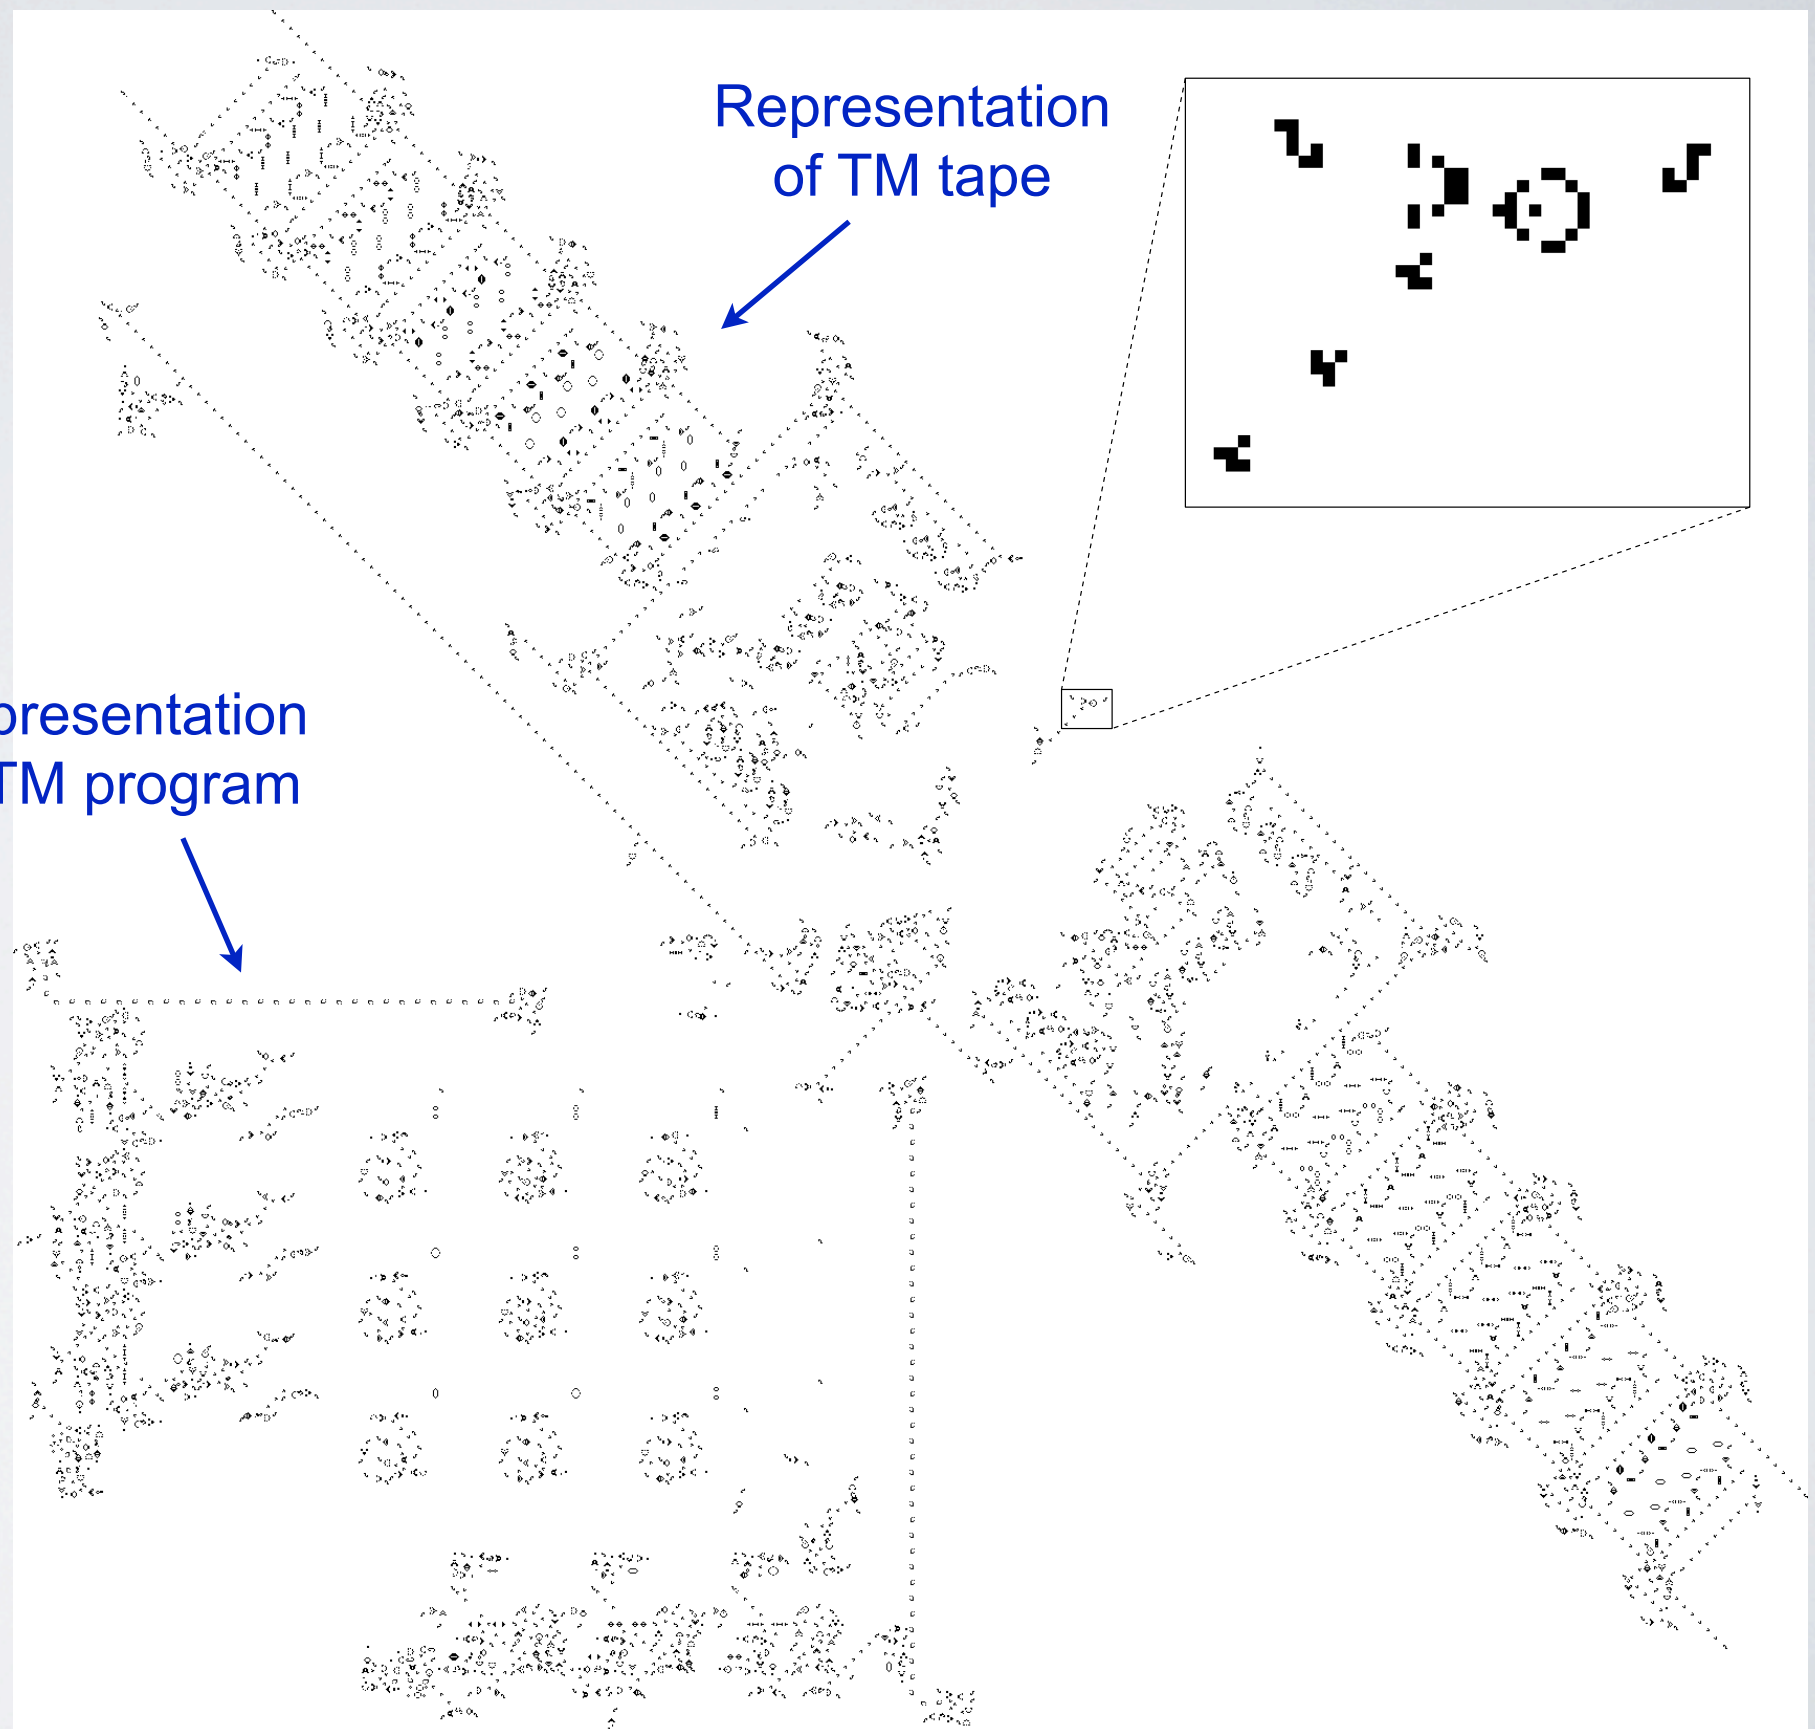 Representation
of TM tape
presentation
TM program